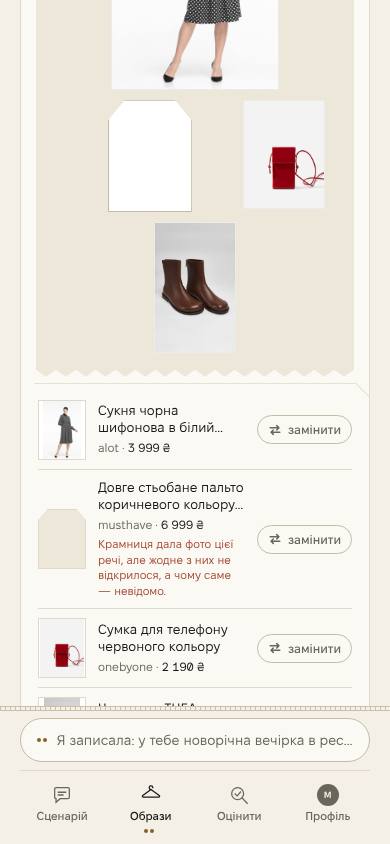 Сукня чорна
шифонова в білий...
alot · 3 999 ₴
замінити
Довге стьобане пальто
коричневого кольору...
musthave · 6 999 ₴
Крамниця дала фото цієї
речі, але жодне з них не
відкрилося, а чому саме
— невідомо.
замінити
Сумка для телефону
червоного кольору
onebyone · 2 190 ₴
замінити
Я записала: у тебе новорічна вечірка в рес...
Сценарій
Образи
Оцінити
М
Профіль